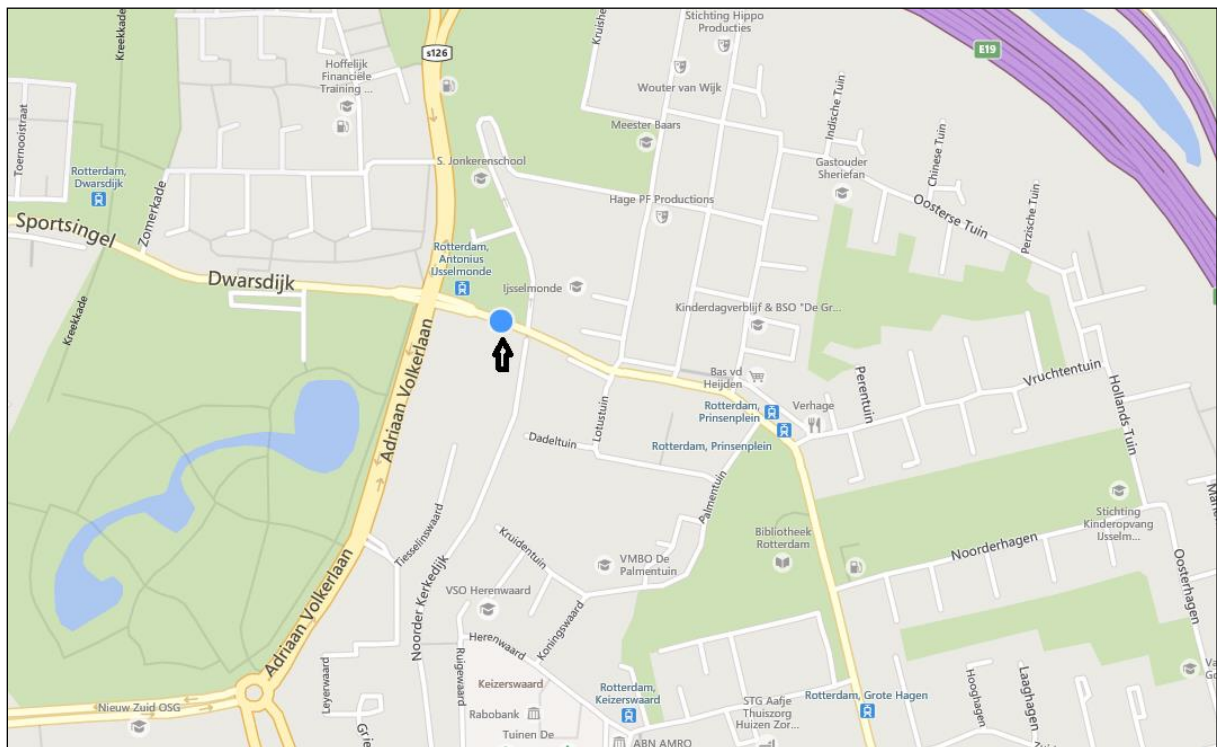 Kreekkade
Toernooistraat
Rotterdam,
Dwarsdijk
Zomerkade
Sportsingel
Dwarsdijk
Kreekkade
s126
Hoffelijk
Financiële
Training ...
S. Jonkerenschool
Rotterdam,
Antonius
IJsselmonde
Ijsselmonde
Adriaan Volkerlaan
Adriaan Volkerlaan
Stichting Hippo
Producties
Wouter van Wijk
Meester Baars
Hage PF Productions
Kinderdagverblijf & BSO "De Gr...
Gastouder
Sheriefan
Indische Tuin
Chinese Tuin
Oosterse Tuin
Perzische Tuin
E19
Bas vd
Heijden
Rotterdam,
Prinsenplein
Verhage
Rotterdam, Prinsenplein
Perentuin
Vruchtentuin
Hollands Tuin
Lotustuin
Dadeltuin
Palmentuin
Tiesselinswaard
Noorder Kerkedijk
Kruidentuin
VMBO De
Palmentuin
VSO Herenwaard
Herenwaard
Koningswaard
Ruigewaard
Leyerwaard
Keizerswaard
Rabobank
Tuinen De
Rotterdam,
Keizerswaard
ABN AMRO
STG Aafje
Thuiszorg
Huizen Zor...
Bibliotheek
Rotterdam
Noorderhagen
Stichting
Kinderopvang
IJsselm...
Oosterhagen
Rotterdam, Grote Hagen
Hooghagen
Laaghagen
Nieuw Zuid OSG